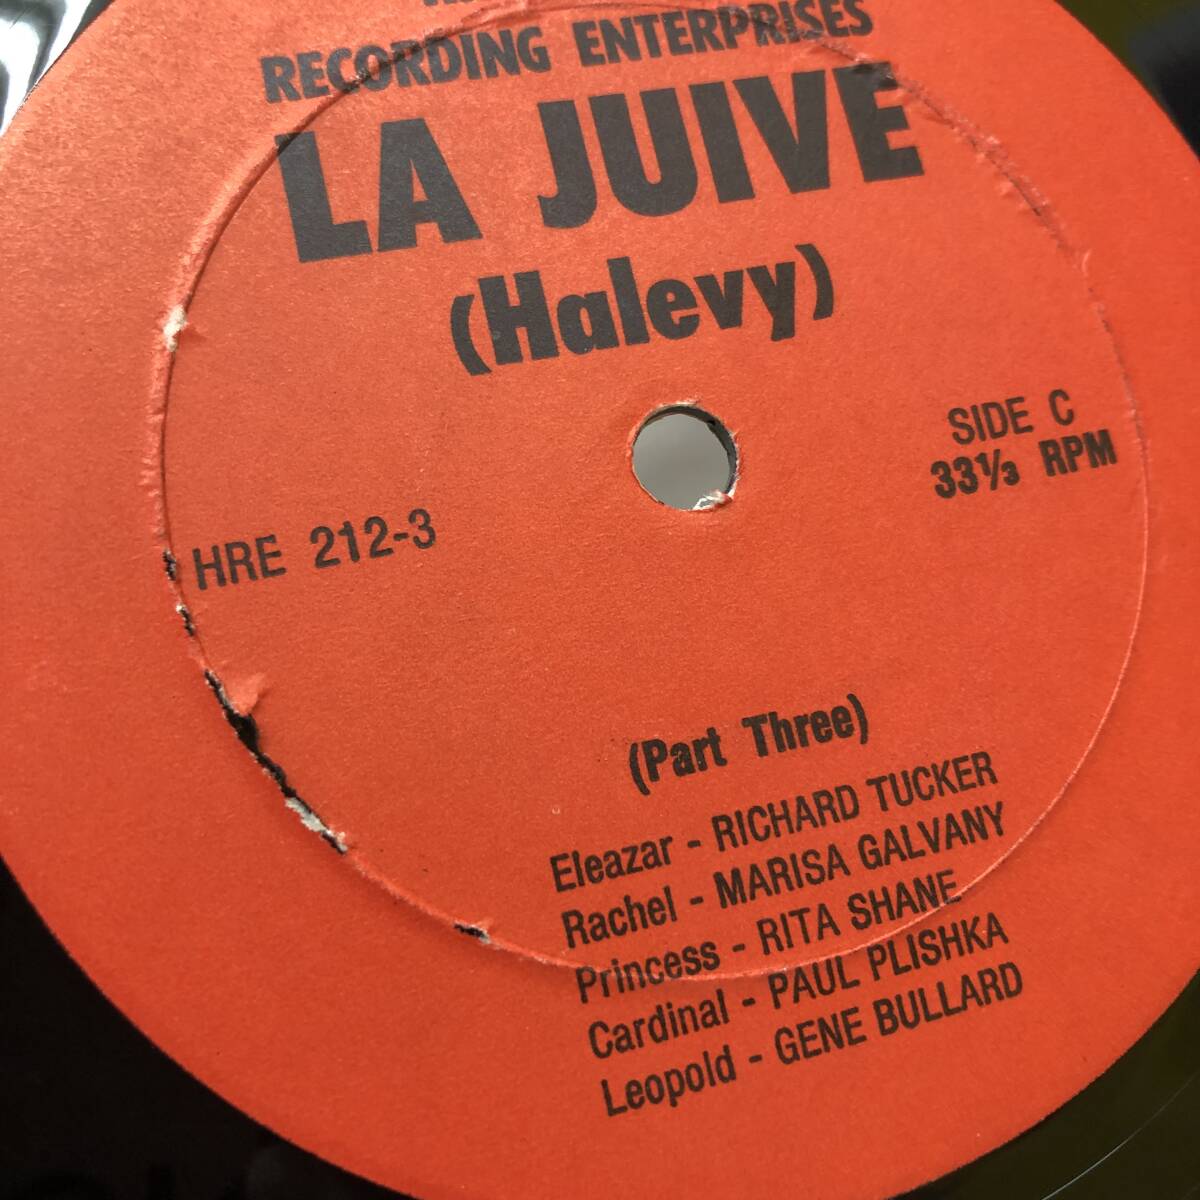 RECORDING ENTERPRISES
LA JUIVE
(Halevy)
SIDE C
33⅓ RPM
HRE 212-3
(Part Three)
Eleazar - RICHARD TUCKER
Rachel - MARISA GALVANY
Princess - RITA SHANE
Cardinal - PAUL PLISHKA
Leopold - GENE BULLARD